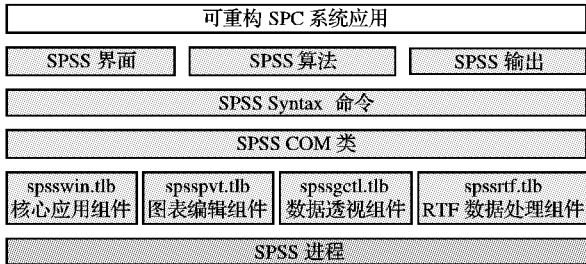 可重构 SPC 系统应用
SPSS 界面
SPSS 算法
SPSS 输出
SPSS Syntax 命令
SPSS COM 类
spsswin.tlb
核心应用组件
spsspvt.tlb
图表编辑组件
spssgctl.tlb
数据透视组件
spssrtf.tlb
RTF 数据处理组件
SPSS 进程